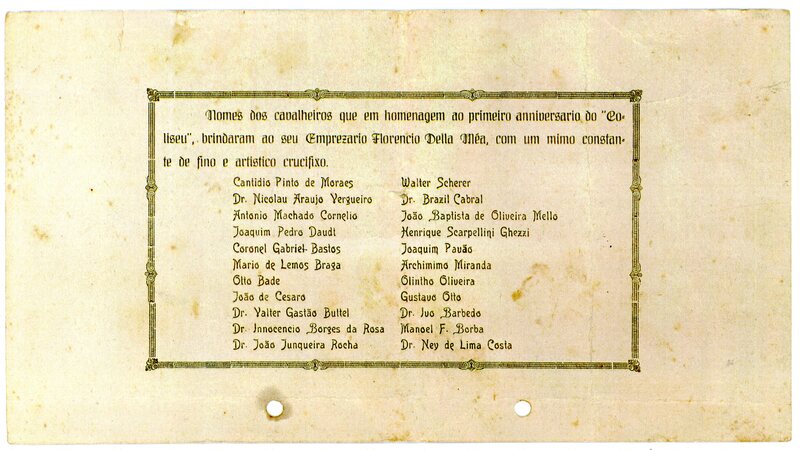 Nomes dos cavalheiros que em homenagem ao primeiro anniversario do "Co-
liseu", brindaram ao seu Emprezario Florencio Della Méa, com um mimo constan-
te de fino e artistico crucifixo.
Cantidio Pinto de Moraes
Dr. Nicolau Araujo Vergueiro
Antonio Machado Cornelio
Joaquim Pedro Daudt
Coronel Gabriel Bastos
Mario de Lemos Braga
Otto Bade
João de Cesaro
Dr. Valter Gastão Buttel
Dr. Innocencio Borges da Rosa
Dr. João Junqueira Rocha
Walter Scherer
Dr. Brazil Cabral
João Baptista de Oliveira Mello
Henrique Scarpellini Ghezzi
Joaquim Pavão
Archimimo Miranda
Olintho Oliveira
Gustavo Otto
Dr. Ivo Barbedo
Manoel F. Borba
Dr. Ney de Lima Costa